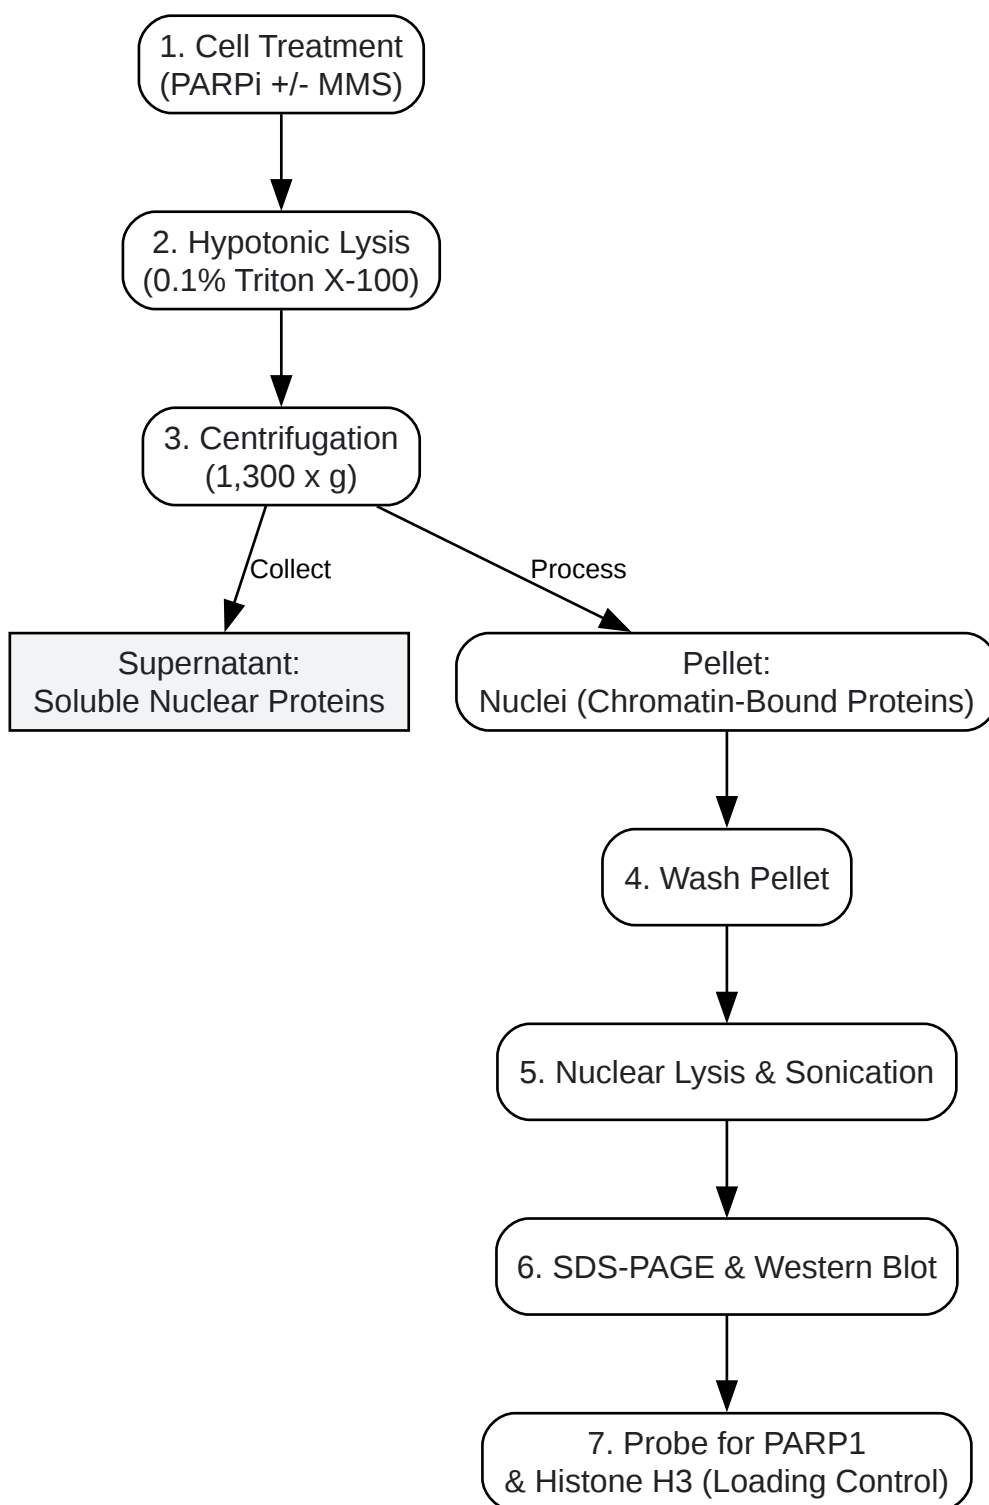 1. Cell Treatment
(PARPi +/- MMS)
2. Hypotonic Lysis
(0.1% Triton X-100)
3. Centrifugation
(1,300 x g)
Collect
Process
Supernatant:
Soluble Nuclear Proteins
Pellet:
Nuclei (Chromatin-Bound Proteins)
4. Wash Pellet
5. Nuclear Lysis & Sonication
6. SDS-PAGE & Western Blot
7. Probe for PARP1
& Histone H3 (Loading Control)